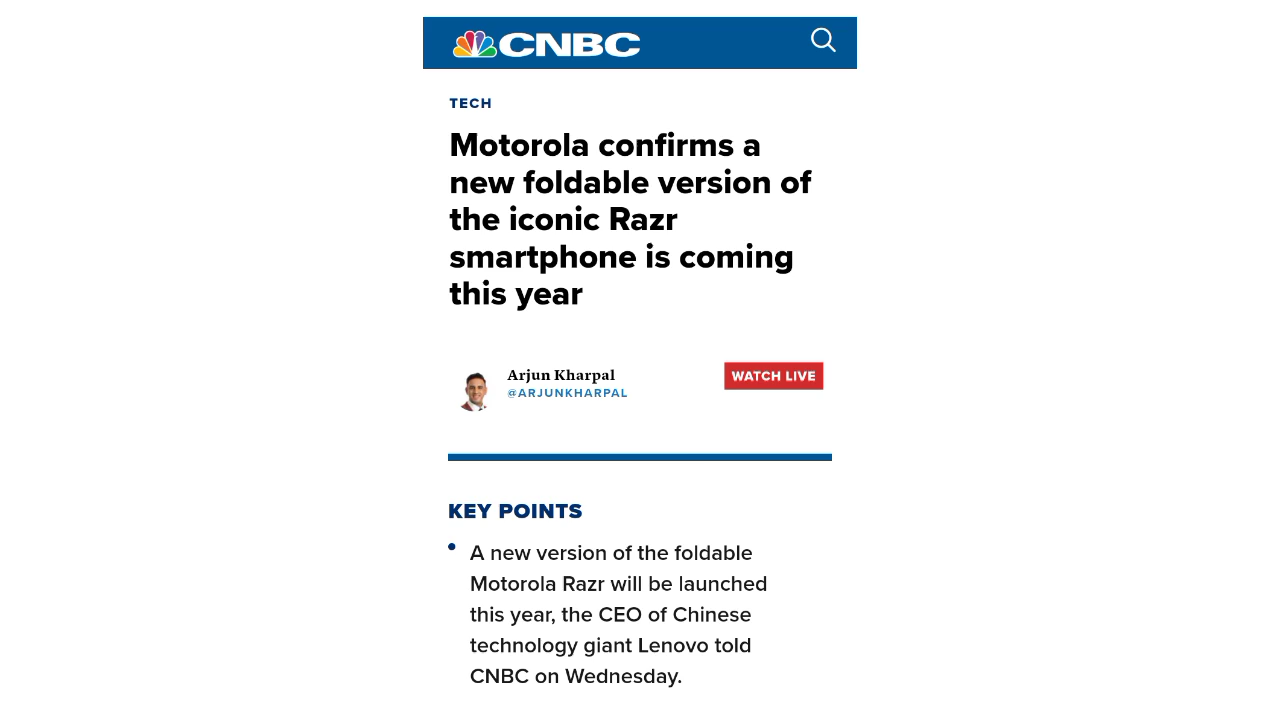 CNBC
TECH
Motorola confirms a
new foldable version of
the iconic Razr
smartphone is coming
this year
Arjun Kharpal
@ARJUNKHARPAL
WATCH LIVE
KEY POINTS
• A new version of the foldable
Motorola Razr will be launched
this year, the CEO of Chinese
technology giant Lenovo told
CNBC on Wednesday.